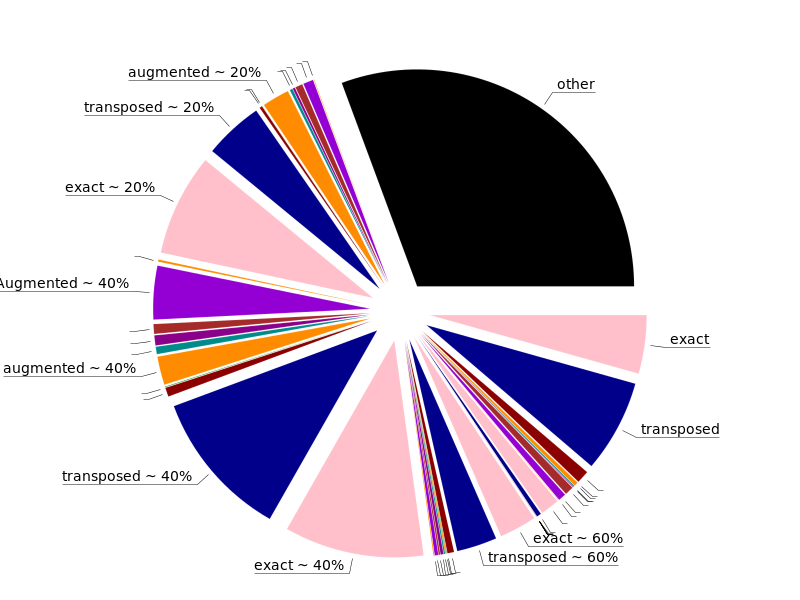 augmented ~ 20%
other
transposed ~ 20%
exact ~ 20%
Augmented ~ 40%
exact
augmented ~ 40%
transposed
transposed ~ 40%
exact ~ 60%
transposed ~ 60%
exact ~ 40%